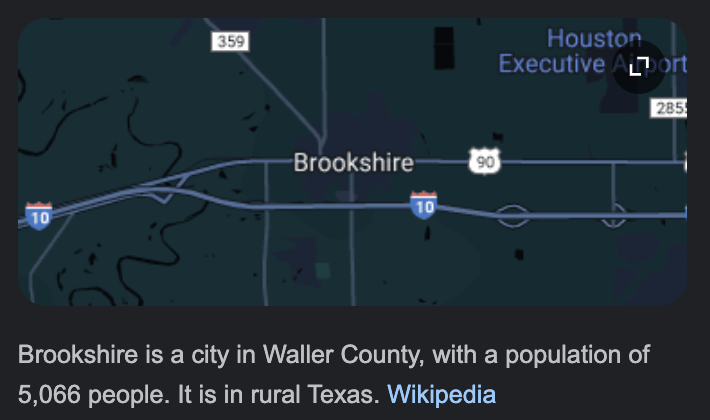 359
Houston
Executive Airport
2855
Brookshire
90
10
10
Brookshire is a city in Waller County, with a population of
5,066 people. It is in rural Texas. Wikipedia